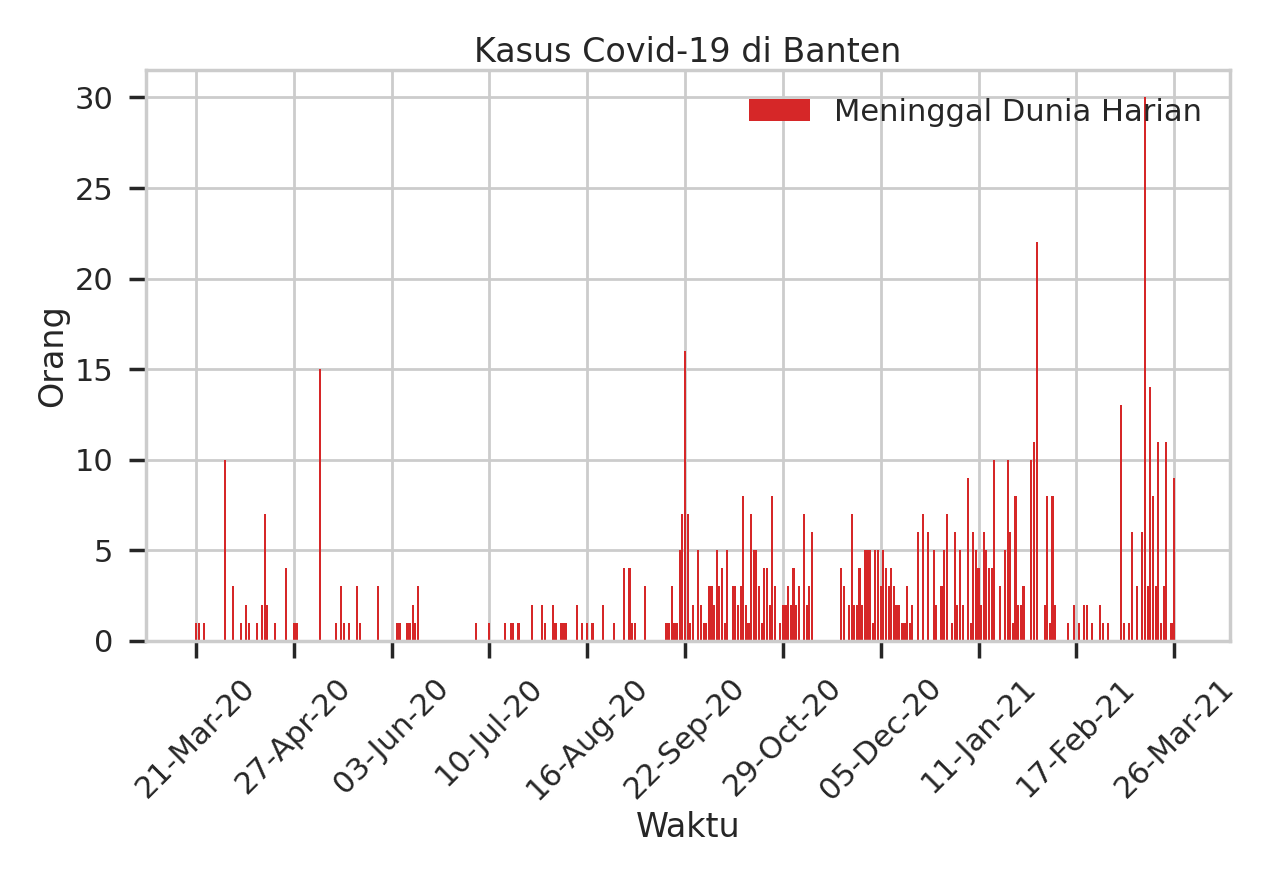 Kasus Covid-19 di Banten
Meninggal Dunia Harian
Orang
30
25
20
15
10
5
0
21-Mar-20
27-Apr-20
03-Jun-20
10-Jul-20
16-Aug-20
22-Sep-20
29-Oct-20
05-Dec-20
11-Jan-21
17-Feb-21
26-Mar-21
Waktu